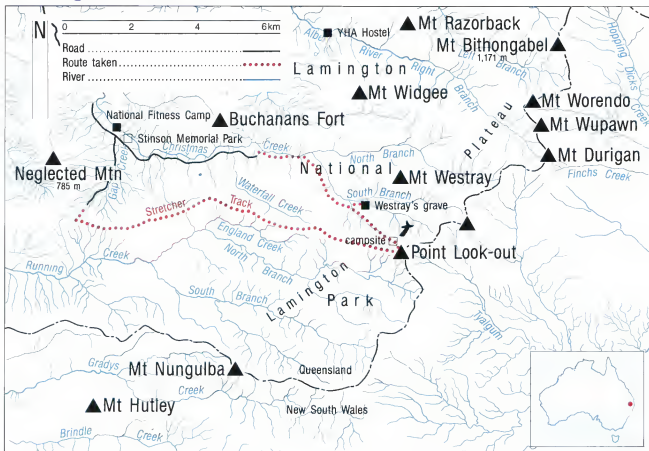 N
0 2 4 6km
Road
Route taken
River
YHA Hostel
Mt Razorback
Mt Bithongabel
1,171 m
Albert River Right Branch
Left Branch
Hopping Dicks Creek
Lamington
Mt Widgee
Plateau
Mt Worendo
Mt Wupawn
Mt Durigan
Finchs Creek
National Fitness Camp
Stinson Memorial Park
Buchanans Fort
Christmas Creek
North Branch
National
Neglected Mtn
785 m
Gap Creek
Mt Westray
South Branch
Westray's grave
Stretcher Track
Waterfall Creek
England Creek
campsite
Point Look-out
North Branch
Running Creek
Lamington
Park
South Branch
Tyalgum
Mt Nungulba
Queensland
Gradys Creek
New South Wales
Mt Hutley
Brindle Creek